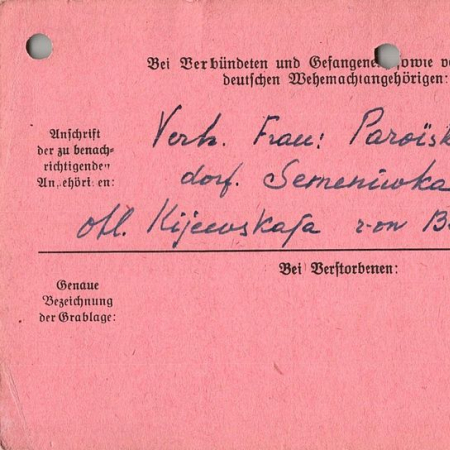 Bei Verbündeten und Gefangenen sowie
deutschen Wehrmachtangehörigen:
Anschrift
der zu benach-
richtigenden
Angehörigen:
Verh. Frau: Paroisk
dorf. Semeniwka
obl. Kijewskaja r-on B
Bei Verstorbenen:
Genaue
Bezeichnung
der Grablage: